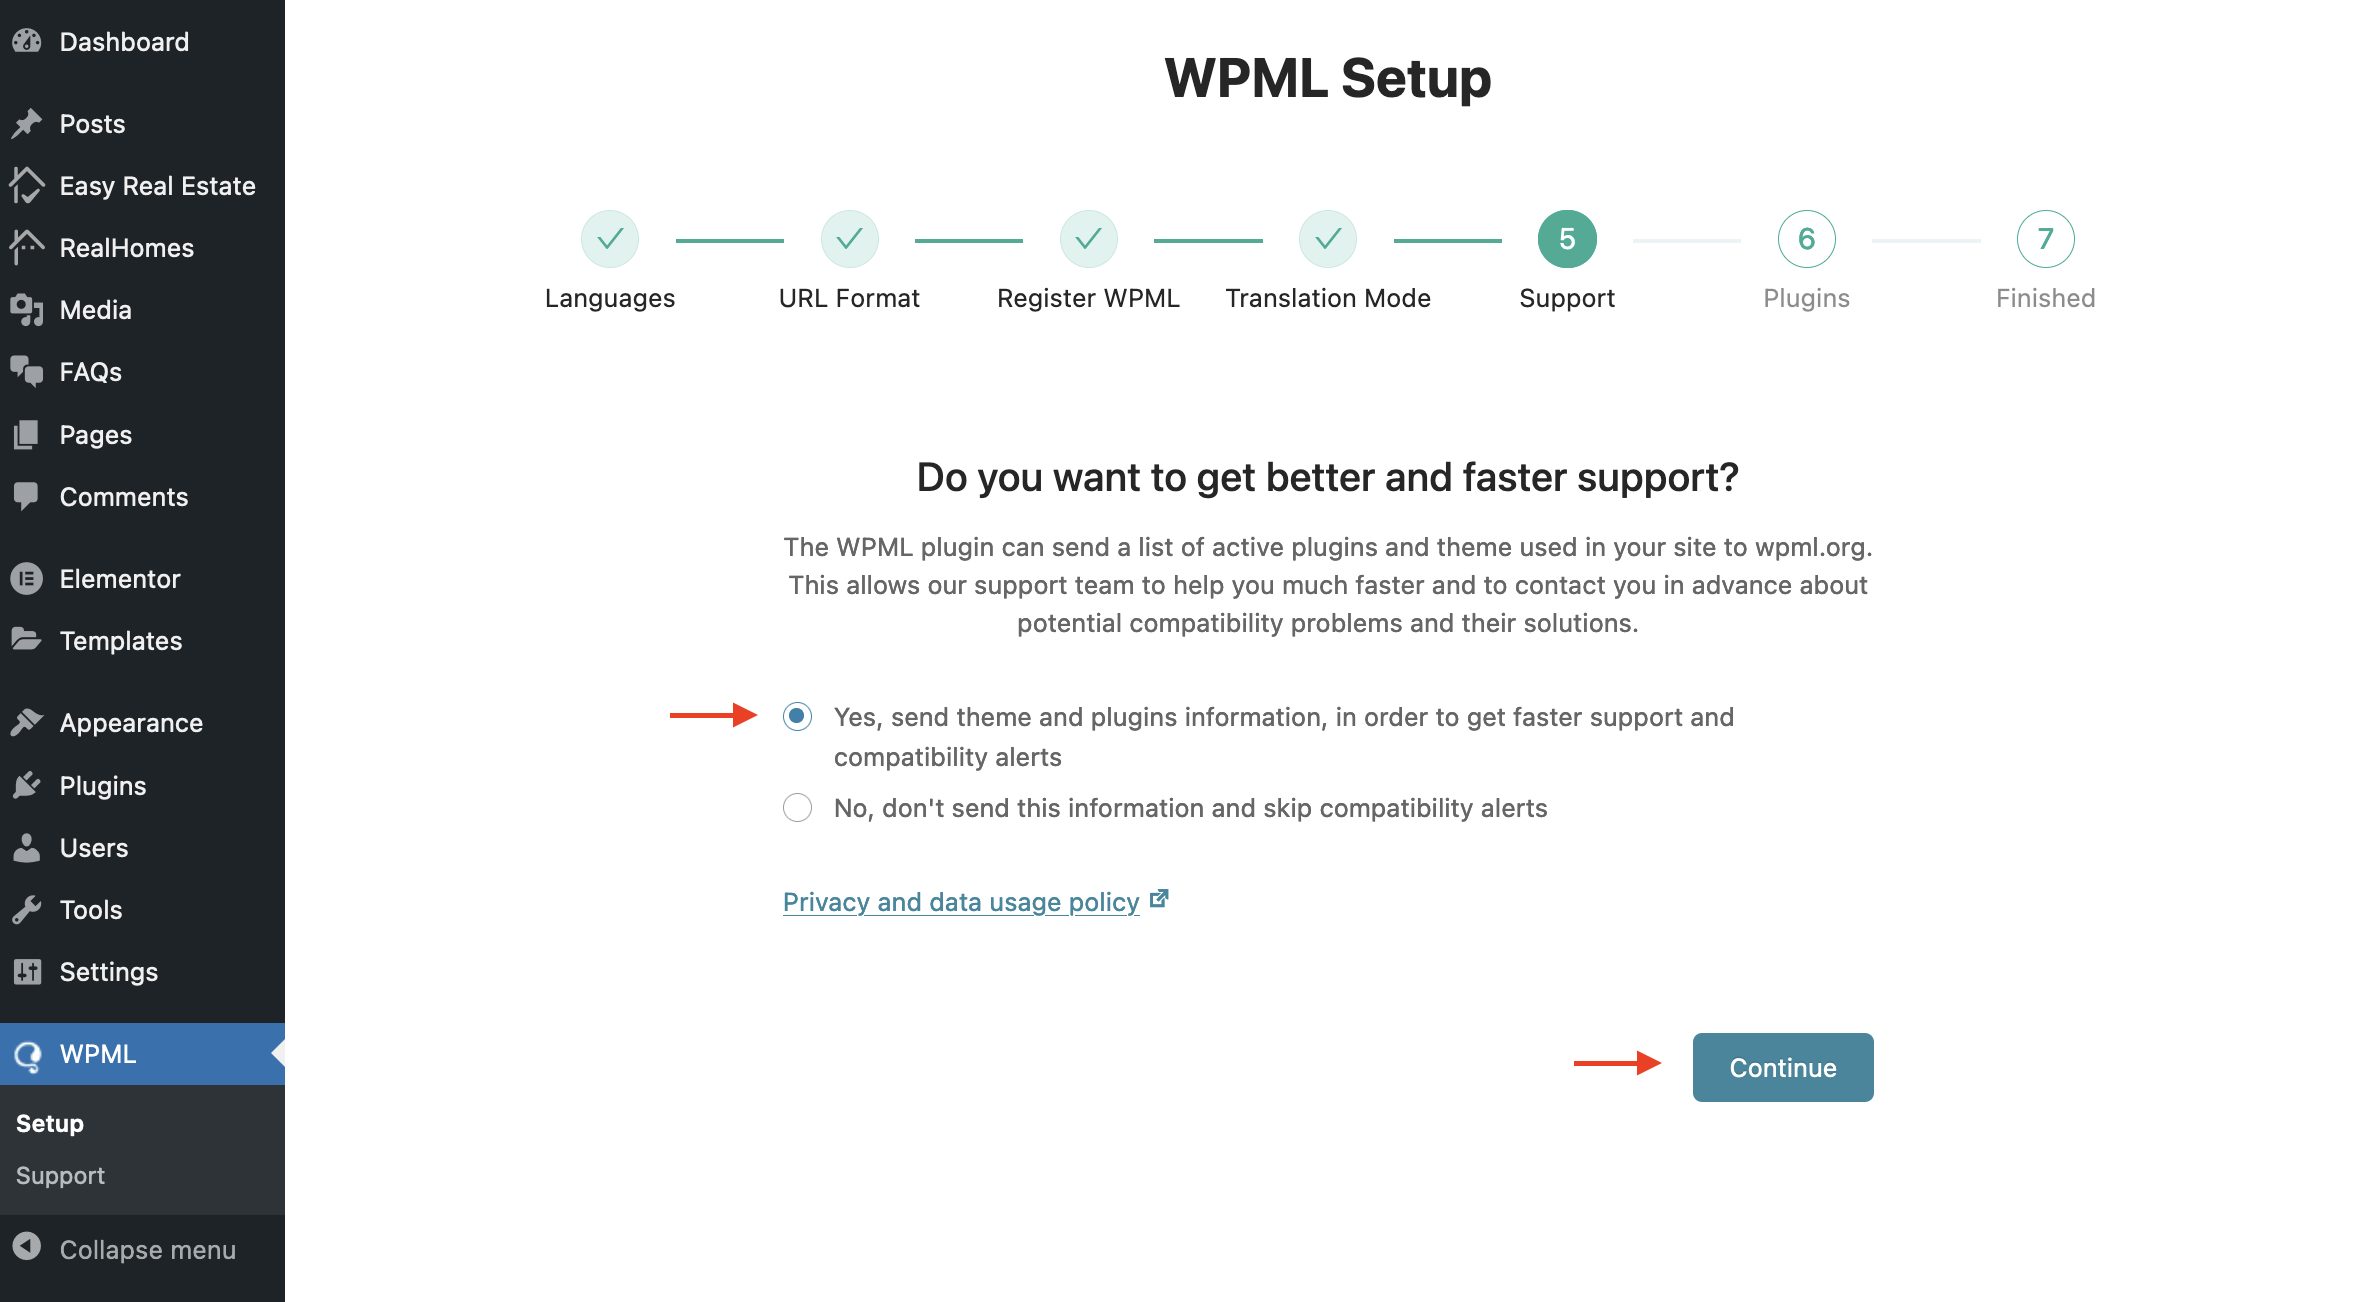 Dashboard
Posts
Easy Real Estate
RealHomes
Media
FAQs
Pages
Comments
Elementor
Templates
Appearance
Plugins
Users
Tools
Settings
WPML
Setup
Support
Collapse menu
WPML Setup
5
6
7
Languages
URL Format
Register WPML
Translation Mode
Support
Plugins
Finished
Do you want to get better and faster support?
The WPML plugin can send a list of active plugins and theme used in your site to wpml.org.
This allows our support team to help you much faster and to contact you in advance about
potential compatibility problems and their solutions.
Yes, send theme and plugins information, in order to get faster support and
compatibility alerts
No, don't send this information and skip compatibility alerts
Privacy and data usage policy
Continue